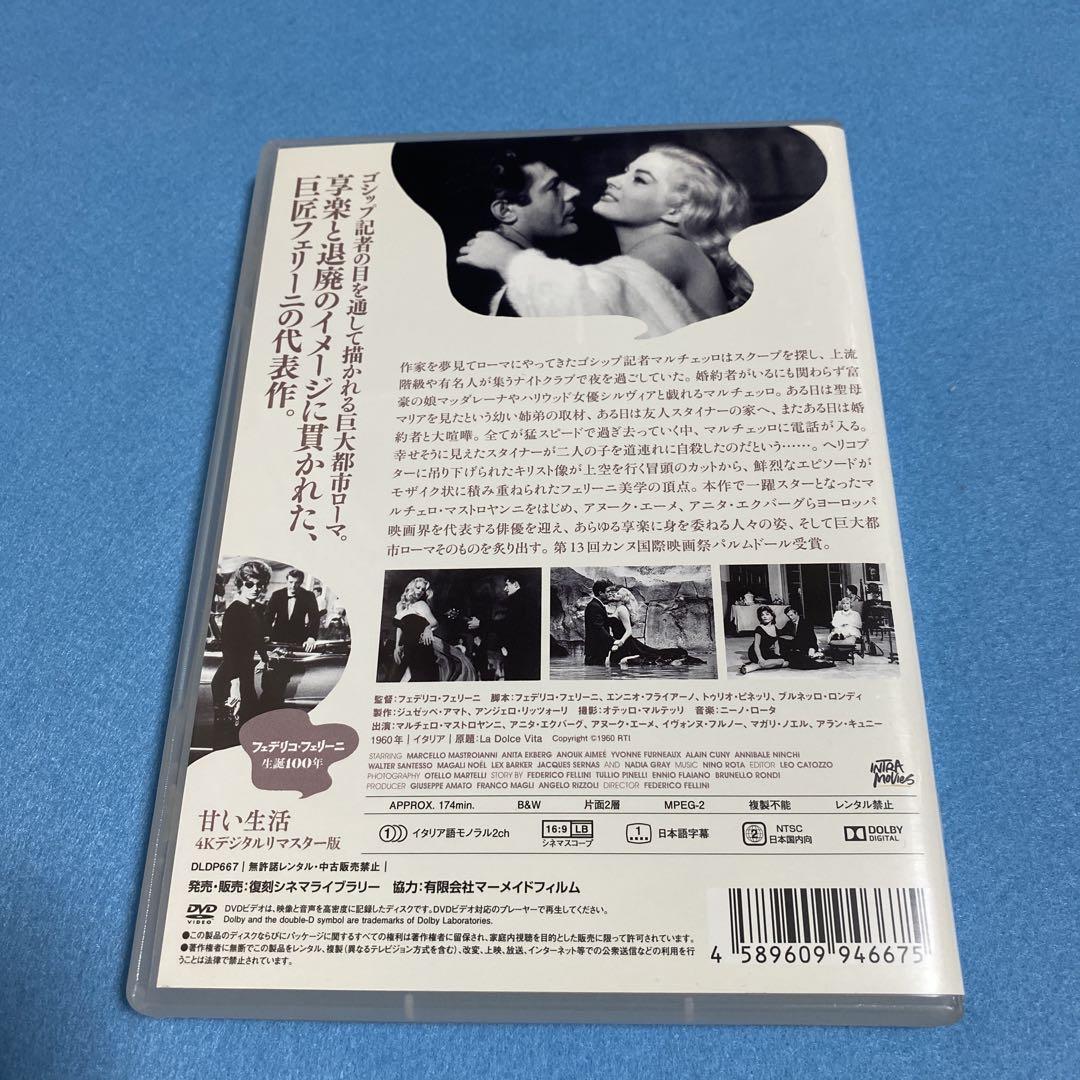 ゴシップ記者の目を通して描かれる巨大都市ローマ。
享楽と退廃のイメージに貫かれた、
巨匠フェリーニの代表作。
作家を夢見てローマにやってきたゴシップ記者マルチェッロはスクープを探し、上流
階級や有名人が集うナイトクラブで夜を過ごしていた。婚約者がいるにも関わらず富
豪の娘マッダレーナやハリウッド女優シルヴィアと戯れるマルチェッロ。ある日は聖母
マリアを見たという幼い姉弟の取材、ある日は友人スタイナーの家へ、またある日は婚
約者と大喧嘩。全てが猛スピードで過ぎ去っていく中、マルチェッロに電話が入る。
幸せそうに見えたスタイナーが二人の子を道連れに自殺したのだという……。ヘリコプ
ターに吊り下げられたキリスト像が上空を行く冒頭のカットから、鮮烈なエピソードが
モザイク状に積み重ねられたフェリーニ美学の頂点。本作で一躍スターとなったマ
ルチェロ・マストロヤンニをはじめ、アヌーク・エーメ、アニタ・エクバーグらヨーロッパ
映画界を代表する俳優を迎え、あらゆる享楽に身を委ねる人々の姿、そして巨大都
市ローマそのものを炙り出す。第13回カンヌ国際映画祭パルムドール受賞。
フェデリコ・フェリーニ
生誕100年
甘い生活
4Kデジタルリマスター版
監督:フェデリコ・フェリーニ 脚本:フェデリコ・フェリーニ、エンニオ・フライアーノ、トゥリオ・ピネッリ、ブルネッロ・ロンディ
製作:ジュゼッペ・アマト、アンジェロ・リッツォーリ 撮影:オテッロ・マルテッリ 音楽:ニーノ・ロータ
出演:マルチェロ・マストロヤンニ、アニタ・エクバーグ、アヌーク・エーメ、イヴォンヌ・フルノー、マガリ・ノエル、アラン・キュニー
1960年 | イタリア | 原題:La Dolce Vita Copyright ©1960 RTI
STARRING MARCELLO MASTROIANNI ANITA EKBERG ANOUK AIMEÉ YVONNE FURNEAUX ALAIN CUNY ANNIBALE NINCHI
WALTER SANTESSO MAGALI NOËL LEX BARKER JACQUES SERNAS AND NADIA GRAY MUSIC NINO ROTA EDITOR LEO CATOZZO
PHOTOGRAPHY OTELLO MARTELLI STORY BY FEDERICO FELLINI TULLIO PINELLI ENNIO FLAIANO BRUNELLO RONDI
PRODUCER GIUSEPPE AMATO FRANCO MAGLI ANGELO RIZZOLI DIRECTOR FEDERICO FELLINI
INTRA
MOVIES
APPROX. 174min. B&W 片面2層 MPEG-2 複製不能 レンタル禁止
1 イタリア語モノラル2ch 16:9 LB シネマスコープ 1 日本語字幕 2 NTSC 日本国内向 DOLBY DIGITAL
DLDP667 | 無許諾レンタル・中古販売禁止 |
発売・販売:復刻シネマライブラリー 協力:有限会社マーメイドフィルム
DVD VIDEO DVDビデオは、映像と音声を高密度に記録したディスクです。DVDビデオ対応のプレーヤーで再生してください。
Dolby and the double-D symbol are trademarks of Dolby Laboratories.
●この製品のディスクならびにパッケージに関するすべての権利は著作権者に留保され、家庭内視聴を目的とした販売に限って許可されています。
●著作権者に無断でこの製品をレンタル、複製(異なるテレビジョン方式を含む)、改変、上映、放送、インターネット等での公衆送信などの利用を行
うことは法律で禁止されています。
4 589609 946675